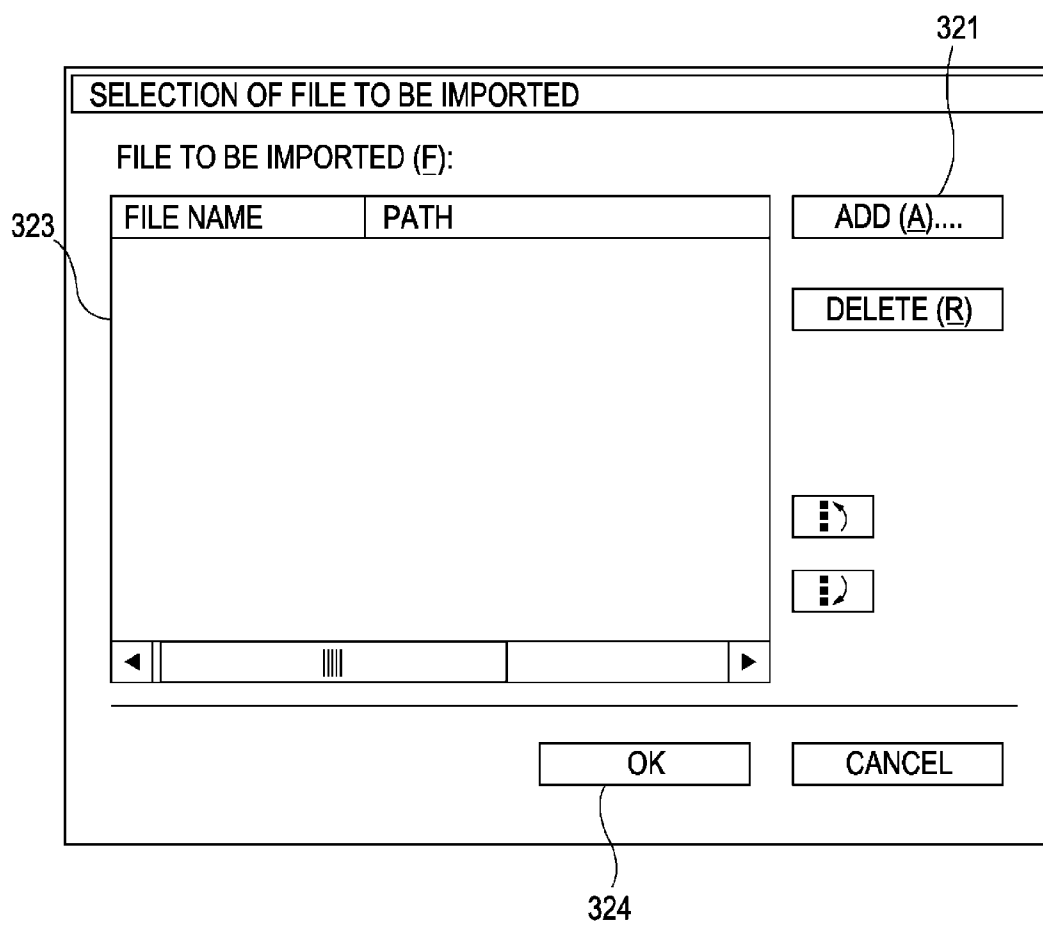 321
SELECTION OF FILE TO BE IMPORTED
FILE TO BE IMPORTED (F):
323
FILE NAME PATH
ADD (A)....
DELETE (R)
OK CANCEL
324